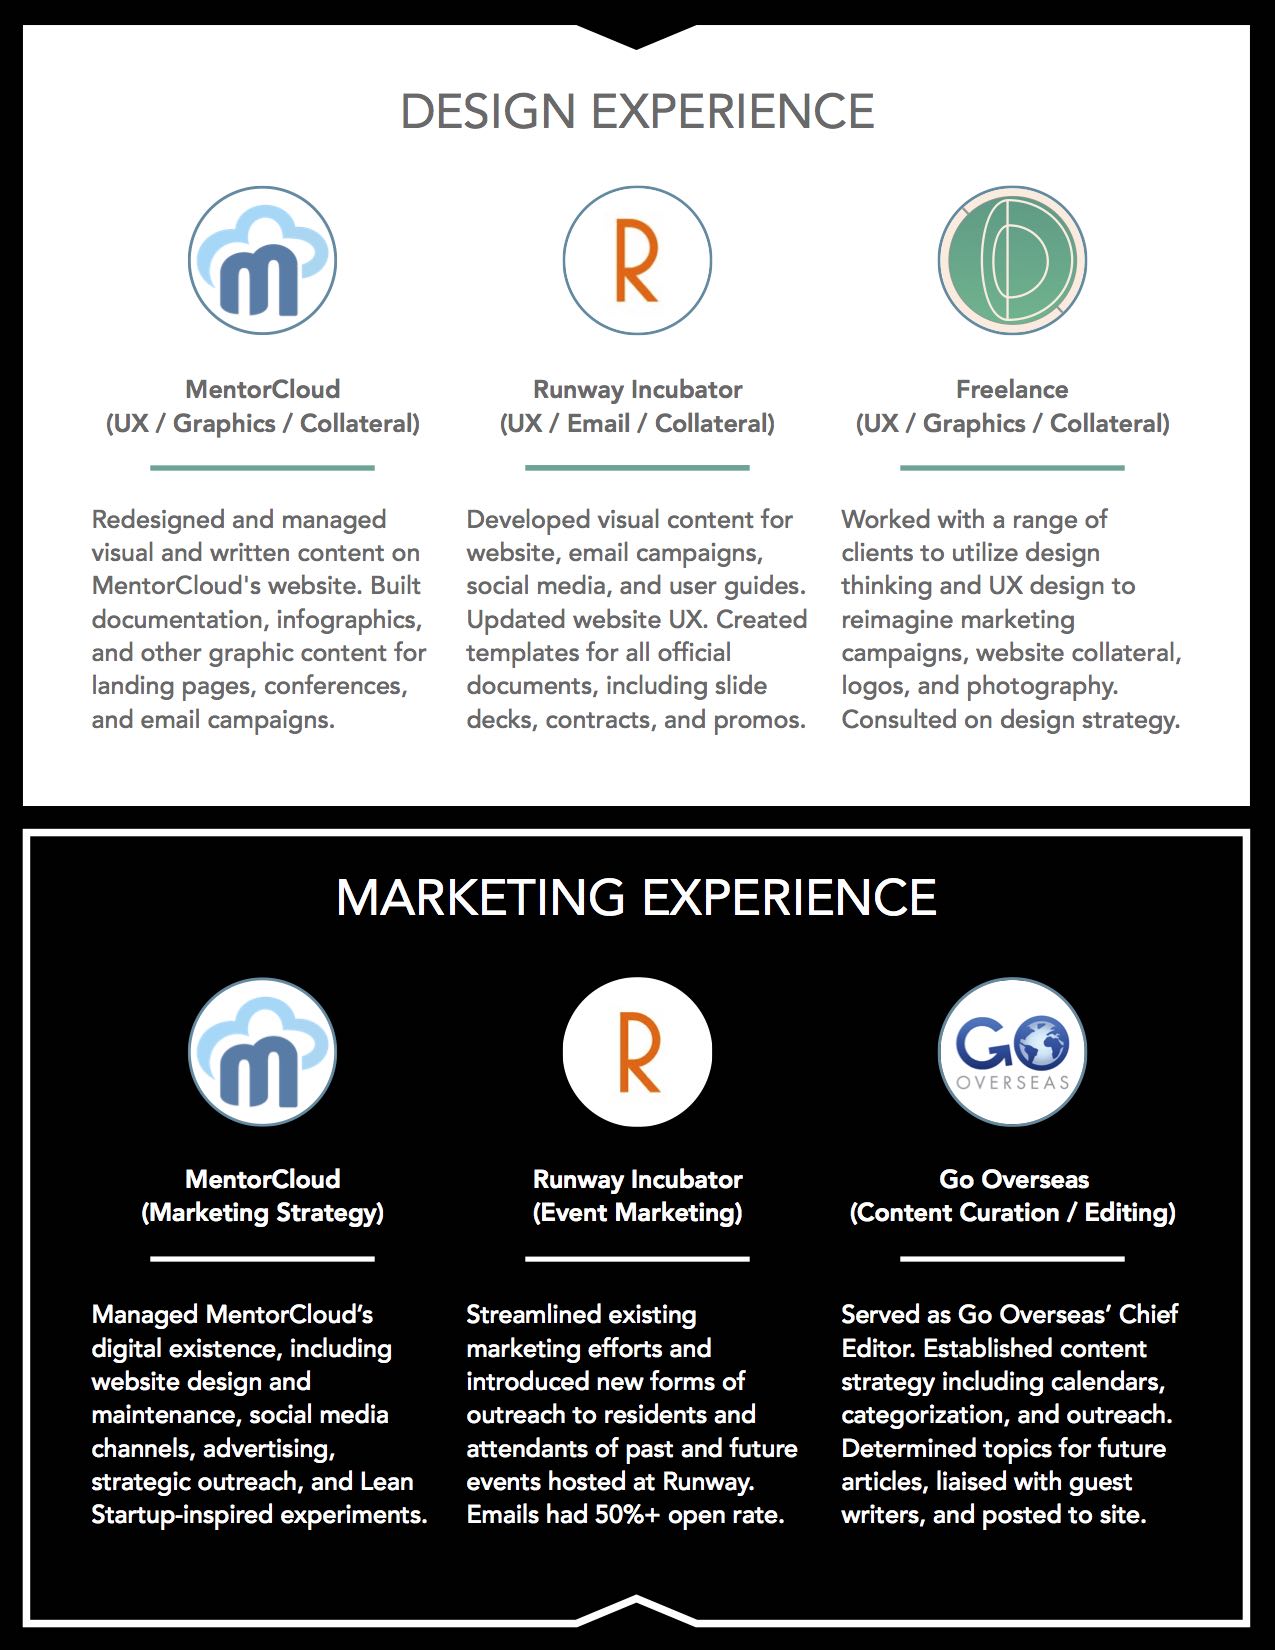 DESIGN EXPERIENCE
m
R
MentorCloud
(UX / Graphics / Collateral)
Runway Incubator
(UX / Email / Collateral)
Freelance
(UX / Graphics / Collateral)
Redesigned and managed
visual and written content on
MentorCloud's website. Built
documentation, infographics,
and other graphic content for
landing pages, conferences,
and email campaigns.
Developed visual content for
website, email campaigns,
social media, and user guides.
Updated website UX. Created
templates for all official
documents, including slide
decks, contracts, and promos.
Worked with a range of
clients to utilize design
thinking and UX design to
reimagine marketing
campaigns, website collateral,
logos, and photography.
Consulted on design strategy.
MARKETING EXPERIENCE
m
R
GO
OVERSEAS
MentorCloud
(Marketing Strategy)
Runway Incubator
(Event Marketing)
Go Overseas
(Content Curation / Editing)
Managed MentorCloud’s
digital existence, including
website design and
maintenance, social media
channels, advertising,
strategic outreach, and Lean
Startup-inspired experiments.
Streamlined existing
marketing efforts and
introduced new forms of
outreach to residents and
attendants of past and future
events hosted at Runway.
Emails had 50%+ open rate.
Served as Go Overseas’ Chief
Editor. Established content
strategy including calendars,
categorization, and outreach.
Determined topics for future
articles, liaised with guest
writers, and posted to site.